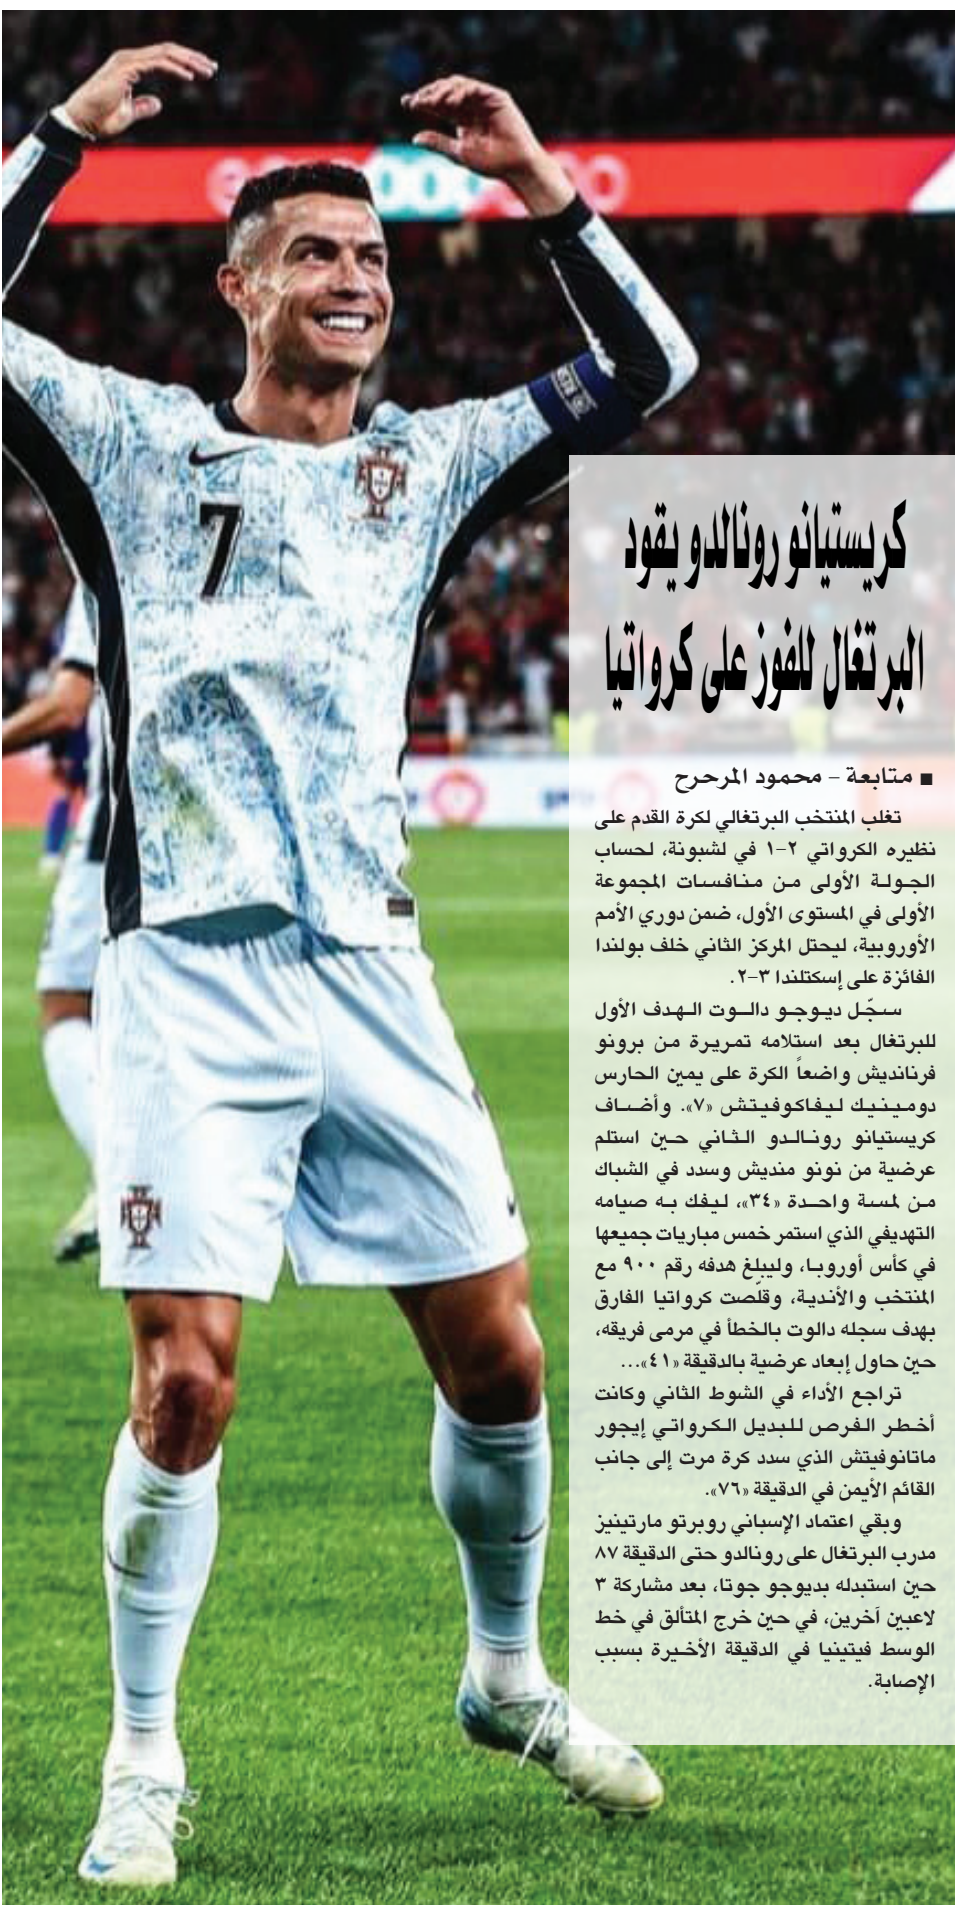 كريستيانو رونالدو يقود
البرتغال للفوز على كرواتيا
■ متابعة - محمود المرحرح
تغلب المنتخب البرتغالي لكرة القدم على
نظيره الكرواتي ٢-١ في لشبونة، لحساب
الجولة الأولى من منافسات المجموعة
الأولى في المستوى الأول، ضمن دوري الأمم
الأوروبية، ليحتل المركز الثاني خلف بولندا
الفائزة على إسكتلندا ٣-٢.
سجّل ديوجو دالوت الهدف الأول
للبرتغال بعد استلامه تمريرة من برونو
فرنانديش واضعاً الكرة على يمين الحارس
دومينيك ليفاكوفيتش «٧». وأضاف
كريستيانو رونالدو الثاني حين استلم
عرضية من نونو منديش وسدد في الشباك
من لمسة واحدة «٣٤»، ليفك به صيامه
التهديفي الذي استمر خمس مباريات جميعها
في كأس أوروبا، وليبلغ هدفه رقم ٩٠٠ مع
المنتخب والأندية، وقلّصت كرواتيا الفارق
بهدف سجله دالوت بالخطأ في مرمى فريقه،
حين حاول إبعاد عرضية بالدقيقة «٤١»...
تراجع الأداء في الشوط الثاني وكانت
أخطر الفرص للبديل الكرواتي إيجور
ماتانوفيتش الذي سدد كرة مرت إلى جانب
القائم الأيمن في الدقيقة «٧٦».
وبقي اعتماد الإسباني روبرتو مارتينيز
مدرب البرتغال على رونالدو حتى الدقيقة ٨٧
حين استبدله بديوجو جوتا، بعد مشاركة ٣
لاعبين آخرين، في حين خرج المتألق في خط
الوسط فيتينيا في الدقيقة الأخيرة بسبب
الإصابة.
7